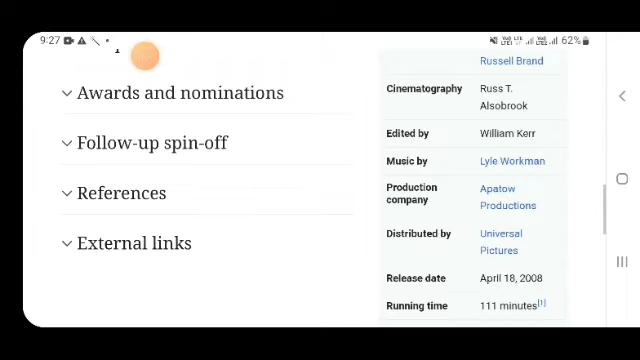 9:27
62%
Awards and nominations
Follow-up spin-off
References
External links
Russell Brand
Cinematography Russ T.
Alsobrook
Edited by William Kerr
Music by Lyle Workman
Production Apatow
company Productions
Distributed by Universal
Pictures
Release date April 18, 2008
Running time 111 minutes[1]